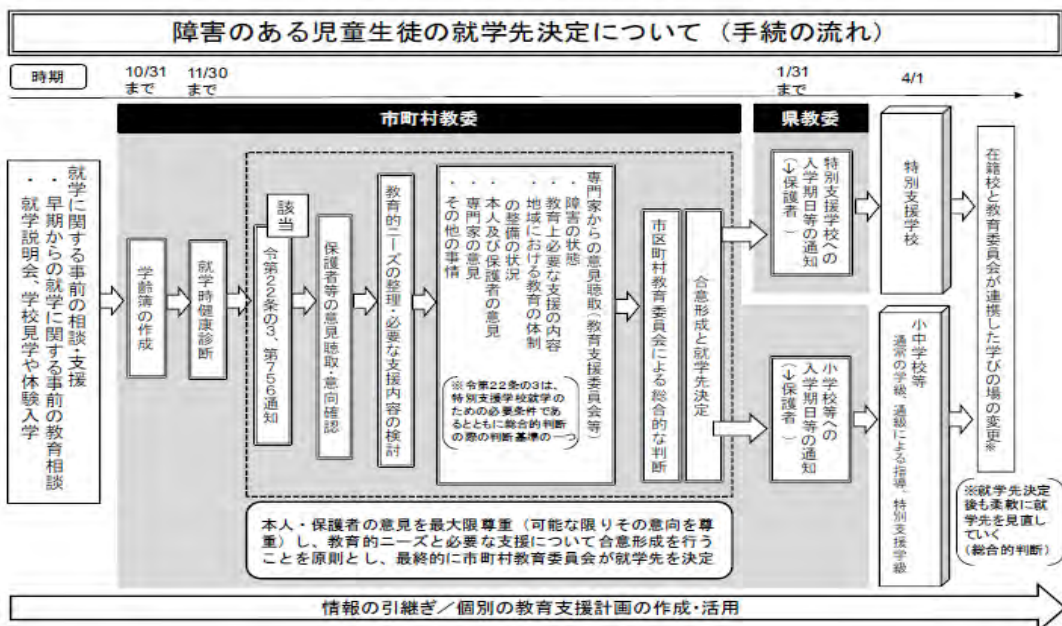 障害のある児童生徒の就学先決定について（手続の流れ）
時期
10/31
まで
11/30
まで
1/31
まで
4/1
市町村教委
県教委
就学に関する事前の相談・支援
・早期からの就学に関する事前の教育相談
・就学説明会、学校見学や体験入学
学齢簿の作成
就学時健康診断
該当
令第22条の3、第756通知
保護者等の意見聴取・意向確認
教育的ニーズの整理・必要な支援内容の検討
専門家からの意見聴取（教育支援委員会等）
・障害の状態
・教育上必要な支援の内容
・地域における教育の体制
の整備の状況
・本人及び保護者の意見
・専門家の意見
・その他の事情
※令第22条の3は、
特別支援学校就学の
ための必要条件であ
るとともに総合的判断
の際の判断基準の一つ
市区町村教育委員会による総合的な判断
合意形成と就学先決定
特別支援学校への
入学期日等の通知
（↓保護者）
小学校等への
入学期日等の通知
（↓保護者）
特別支援学校
小中学校等
通常の学級、通級による指導、特別支援学級
在籍校と教育委員会が連携した学びの場の変更※
※就学先決定
後も柔軟に就
学先を見直し
ていく
（総合的判断）
本人・保護者の意見を最大限尊重（可能な限りその意向を尊
重）し、教育的ニーズと必要な支援について合意形成を行う
ことを原則とし、最終的に市町村教育委員会が就学先を決定
情報の引継ぎ／個別の教育支援計画の作成・活用